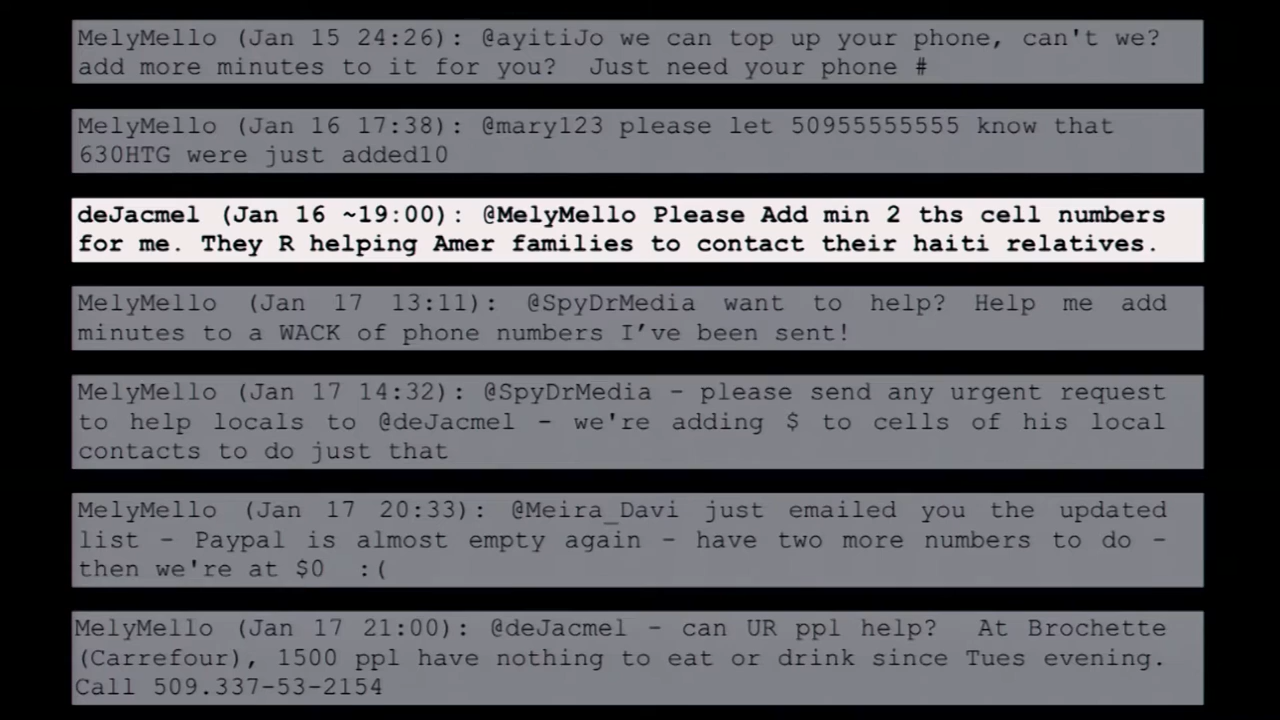 MelyMello (Jan 15 24:26): @ayitiJo we can top up your phone, can't we?
add more minutes to it for you? Just need your phone #
MelyMello (Jan 16 17:38): @mary123 please let 50955555555 know that
630HTG were just added10
deJacmel (Jan 16 ~19:00): @MelyMello Please Add min 2 ths cell numbers
for me. They R helping Amer families to contact their haiti relatives.
MelyMello (Jan 17 13:11): @SpyDrMedia want to help? Help me add
minutes to a WACK of phone numbers I’ve been sent!
MelyMello (Jan 17 14:32): @SpyDrMedia - please send any urgent request
to help locals to @deJacmel - we're adding $ to cells of his local
contacts to do just that
MelyMello (Jan 17 20:33): @Meira_Davi just emailed you the updated
list - Paypal is almost empty again - have two more numbers to do -
then we're at $0 :(
MelyMello (Jan 17 21:00): @deJacmel - can UR ppl help? At Brochette
(Carrefour), 1500 ppl have nothing to eat or drink since Tues evening.
Call 509.337-53-2154